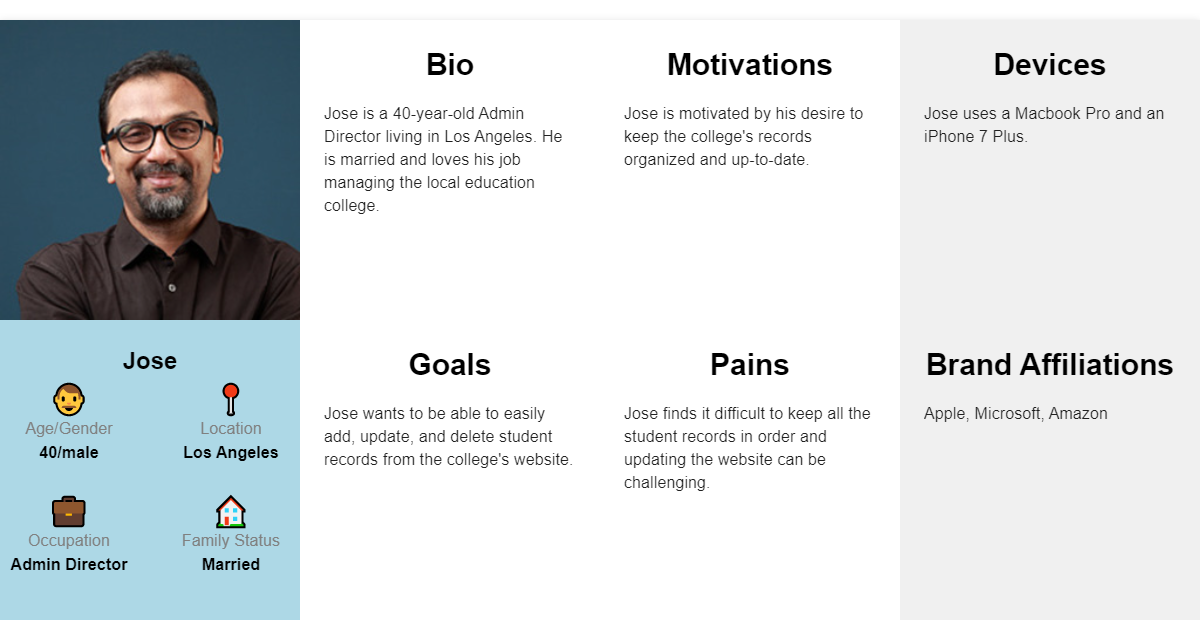 Bio
Jose is a 40-year-old Admin
Director living in Los Angeles. He
is married and loves his job
managing the local education
college.
Motivations
Jose is motivated by his desire to
keep the college's records
organized and up-to-date.
Devices
Jose uses a Macbook Pro and an
iPhone 7 Plus.
Jose
Age/Gender
40/male
Location
Los Angeles
Occupation
Admin Director
Family Status
Married
Goals
Jose wants to be able to easily
add, update, and delete student
records from the college's website.
Pains
Jose finds it difficult to keep all the
student records in order and
updating the website can be
challenging.
Brand Affiliations
Apple, Microsoft, Amazon